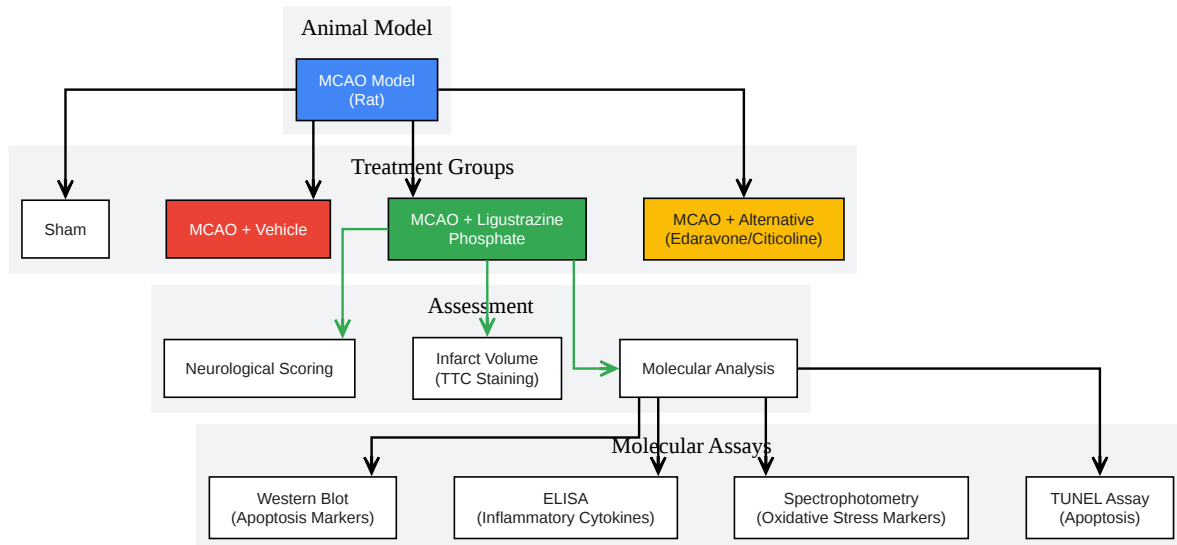 Animal Model
MCAO Model
(Rat)
Treatment Groups
Sham
MCAO + Vehicle
MCAO + Ligustrazine
Phosphate
MCAO + Alternative
(Edaravone/Citicoline)
Assessment
Neurological Scoring
Infarct Volume
(TTC Staining)
Molecular Analysis
Molecular Assays
Western Blot
(Apoptosis Markers)
ELISA
(Inflammatory Cytokines)
Spectrophotometry
(Oxidative Stress Markers)
TUNEL Assay
(Apoptosis)